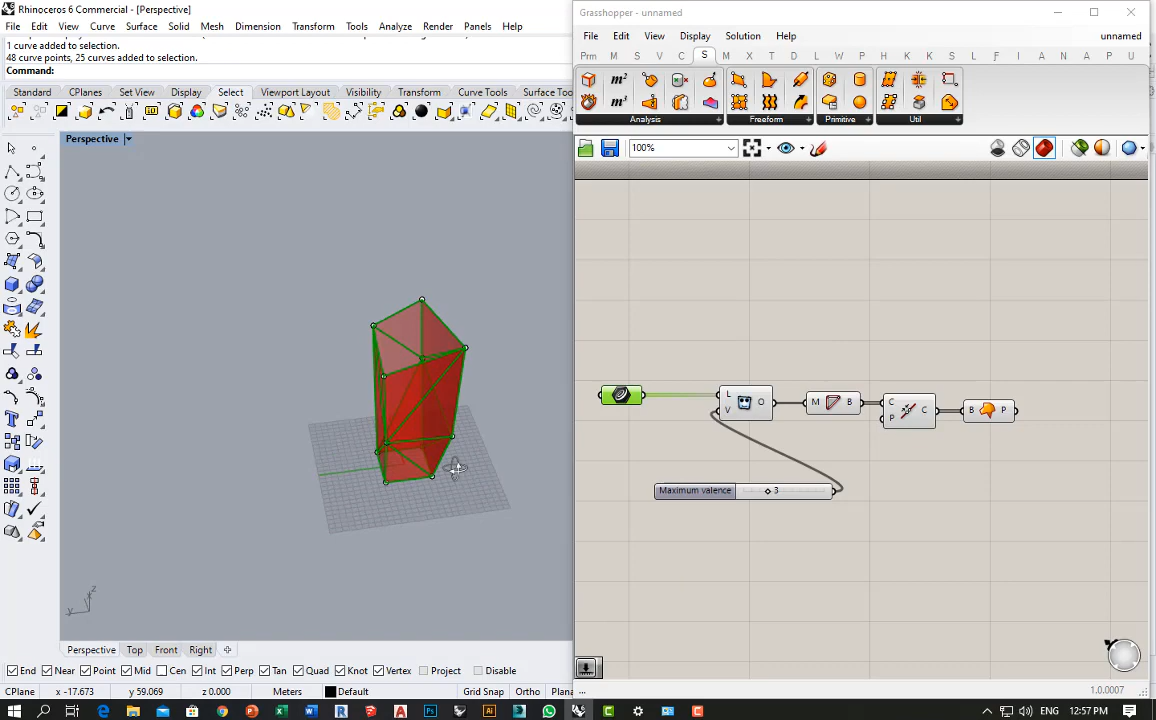 Rhinoceros 6 Commercial - [Perspective]
File Edit View Curve Surface Solid Mesh Dimension Transform Tools Analyze Render Panels Help
1 curve added to selection.
48 curve points, 25 curves added to selection.
Command:
Standard CPlanes Set View Display Select Viewport Layout Visibility Transform Curve Tools Surface Too
Perspective
z
y
x
Perspective Top Front Right
End Near Point Mid Cen Int Perp Tan Quad Knot Vertex Project Disable
CPlane x -17.673 y 59.069 z 0.000 Meters Default Grid Snap Ortho Plana
Grasshopper - unnamed
File Edit View Display Solution Help unnamed
Prm M S V C S M X T D L W P H K A N K S F I L N P U
m²
m³
Analysis Freeform Primitive Util
100%
L
V
O
M B
C
P
C
B P
Maximum valence 3
...
1.0.0007
ENG 12:57 PM